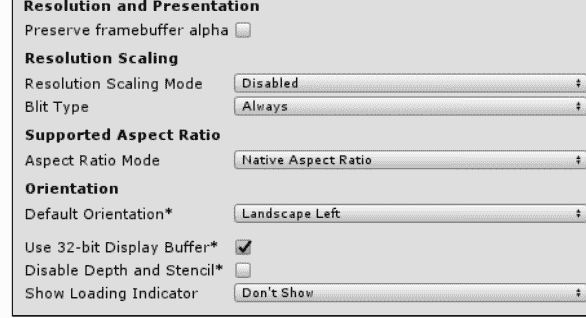 Resolution and Presentation
Preserve framebuffer alpha
Resolution Scaling
Resolution Scaling Mode Disabled
Blit Type Always
Supported Aspect Ratio
Aspect Ratio Mode Native Aspect Ratio
Orientation
Default Orientation* Landscape Left
Use 32-bit Display Buffer*
Disable Depth and Stencil*
Show Loading Indicator Don't Show